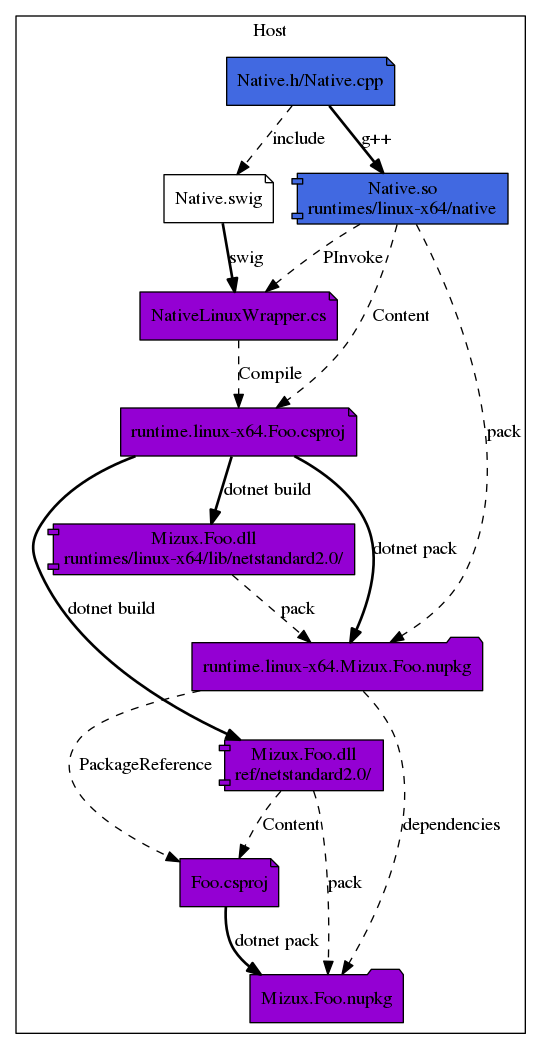 Host
Native.h/Native.cpp
include
g++
Native.swig
Native.so
runtimes/linux-x64/native
swig
PInvoke
NativeLinuxWrapper.cs
Content
Compile
runtime.linux-x64.Foo.csproj
pack
dotnet build
Mizux.Foo.dll
runtimes/linux-x64/lib/netstandard2.0/
dotnet pack
dotnet build
pack
runtime.linux-x64.Mizux.Foo.nupkg
Mizux.Foo.dll
ref/netstandard2.0/
PackageReference
Content
dependencies
Foo.csproj
pack
dotnet pack
Mizux.Foo.nupkg